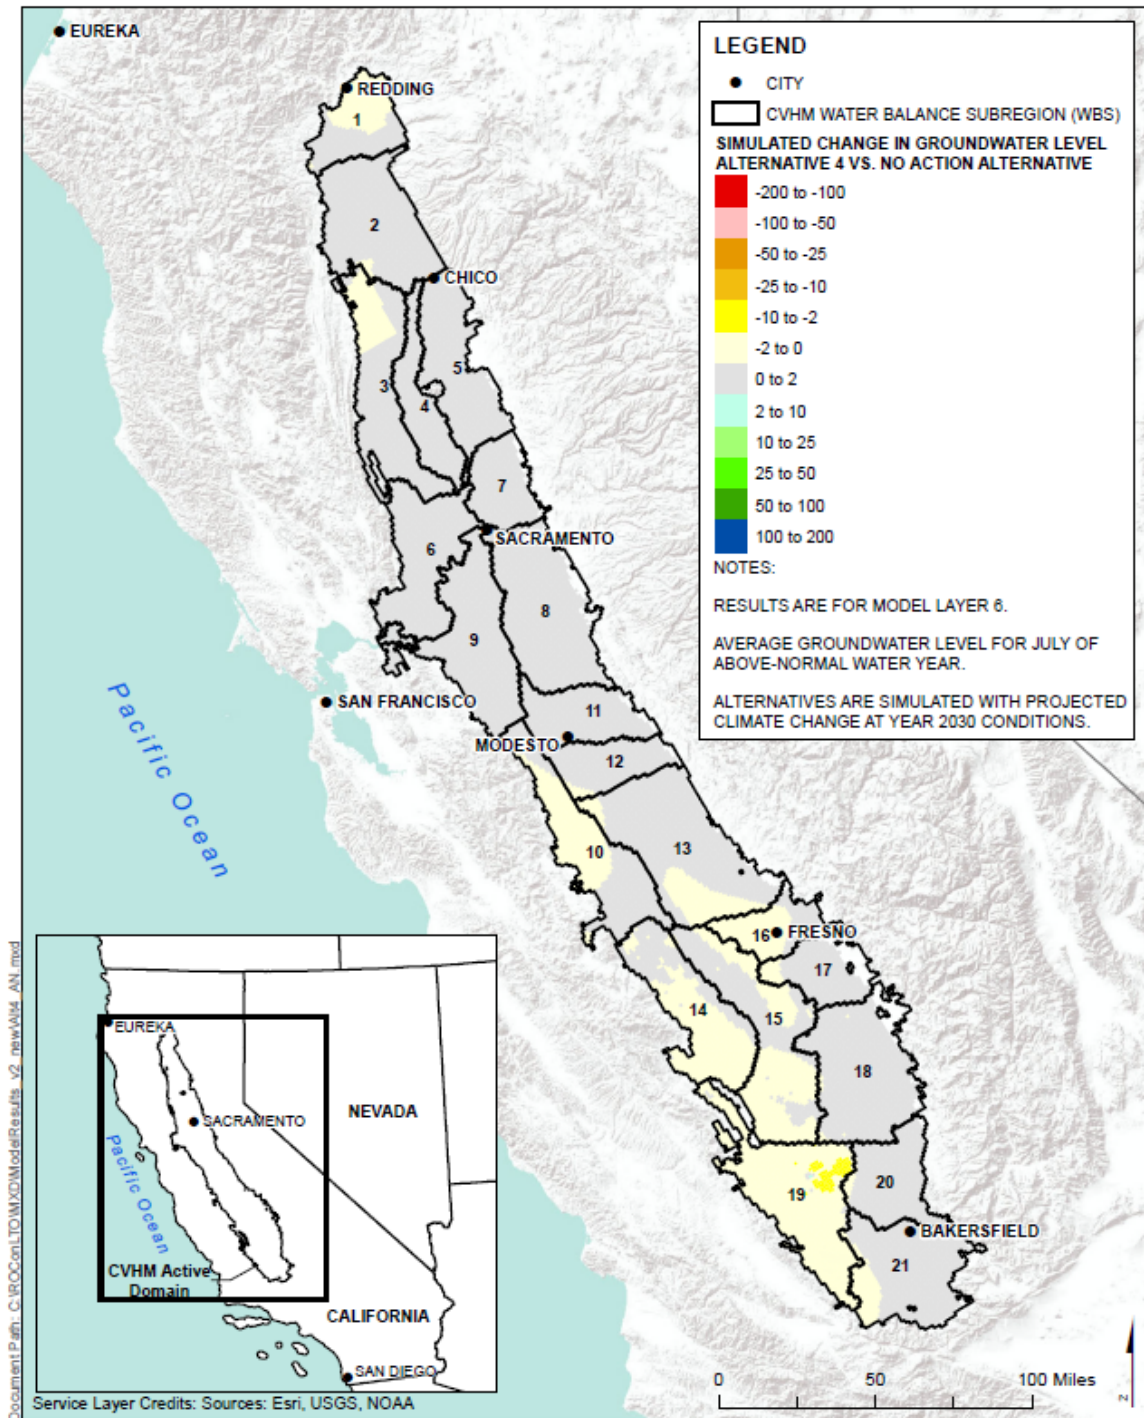 EUREKA
REDDING
1
2
CHICO
3
4
5
7
SACRAMENTO
6
8
9
SAN FRANCISCO
11
MODESTO
12
10
13
16
FRESNO
17
14
15
18
19
20
BAKERSFIELD
21
Pacific Ocean
LEGEND
CITY
CVHM WATER BALANCE SUBREGION (WBS)
SIMULATED CHANGE IN GROUNDWATER LEVEL
ALTERNATIVE 4 VS. NO ACTION ALTERNATIVE
-200 to -100
-100 to -50
-50 to -25
-25 to -10
-10 to -2
-2 to 0
0 to 2
2 to 10
10 to 25
25 to 50
50 to 100
100 to 200
NOTES:
RESULTS ARE FOR MODEL LAYER 6.
AVERAGE GROUNDWATER LEVEL FOR JULY OF
ABOVE-NORMAL WATER YEAR.
ALTERNATIVES ARE SIMULATED WITH PROJECTED
CLIMATE CHANGE AT YEAR 2030 CONDITIONS.
EUREKA
SACRAMENTO
NEVADA
Pacific Ocean
CVHM Active
Domain
CALIFORNIA
SAN DIEGO
0 50 100 Miles
N
Service Layer Credits: Sources: Esri, USGS, NOAA